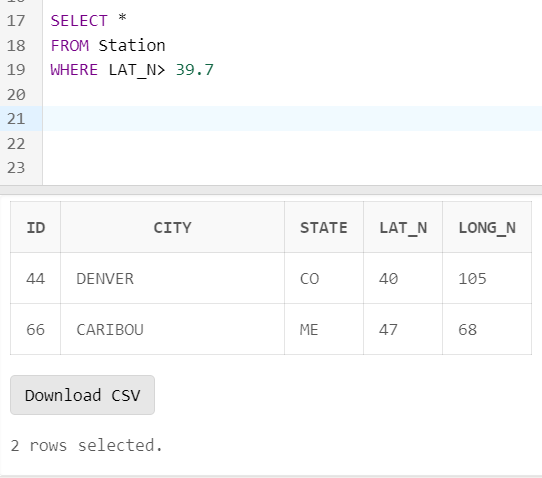 17 SELECT *
18 FROM Station
19 WHERE LAT_N> 39.7
20
21
22
23
ID CITY STATE LAT_N LONG_N
44 DENVER CO 40 105
66 CARIBOU ME 47 68
Download CSV
2 rows selected.